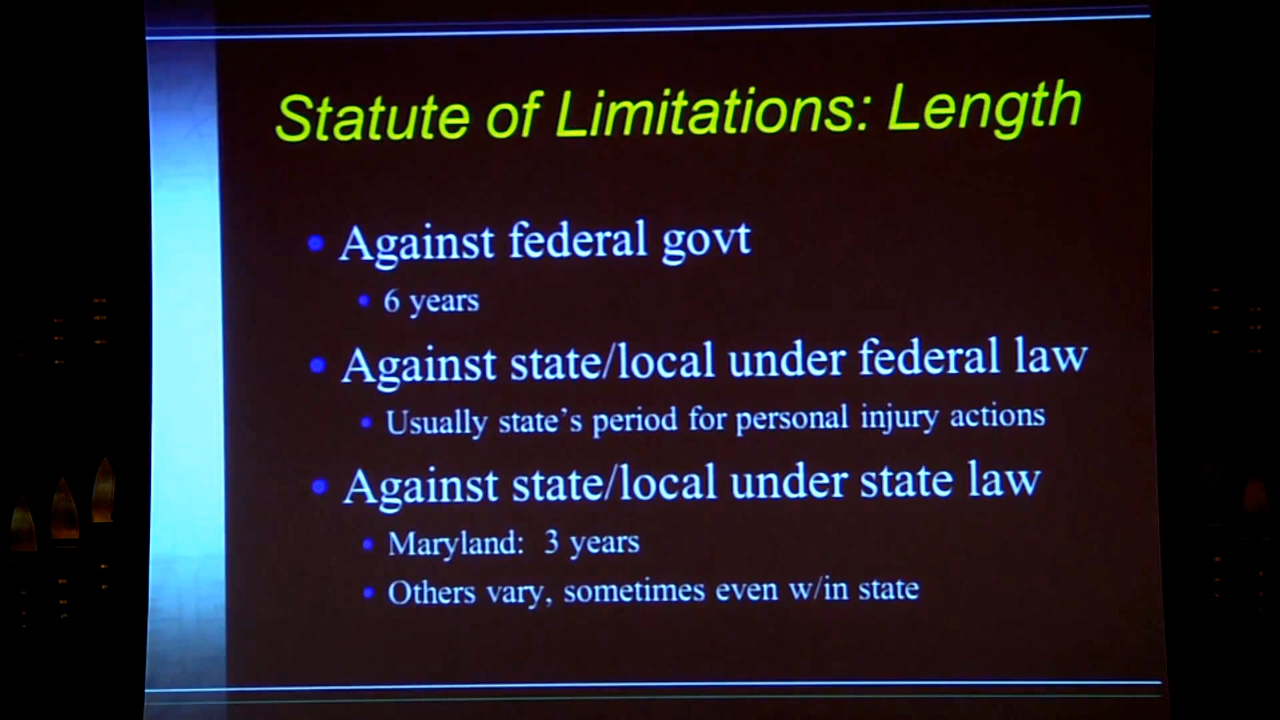 Statute of Limitations: Length
Against federal govt
6 years
Against state/local under federal law
Usually state's period for personal injury actions
Against state/local under state law
Maryland: 3 years
Others vary, sometimes even w/in state